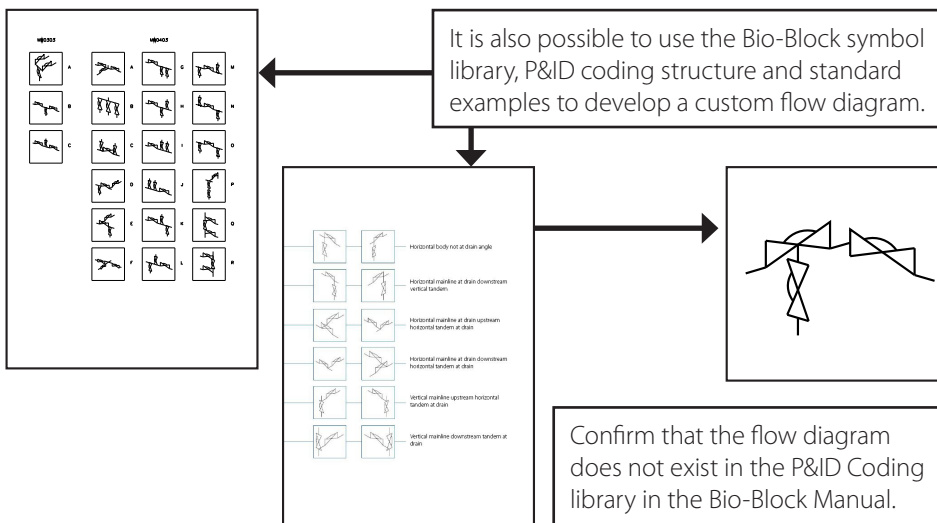 It is also possible to use the Bio-Block symbol
library, P&ID coding structure and standard
examples to develop a custom flow diagram.
A
B
C
A
B
C
D
E
F
G
H
I
J
K
L
M
N
O
P
Q
R
Horizontal body not at drain angle
Horizontal mainline at drain downstream
vertical tandem
Horizontal mainline at drain upstream
horizontal tandem at drain
Horizontal mainline at drain downstream
horizontal tandem at drain
Vertical mainline upstream horizontal
tandem at drain
Vertical mainline downstream tandem at
drain
Confirm that the flow diagram
does not exist in the P&ID Coding
library in the Bio-Block Manual.